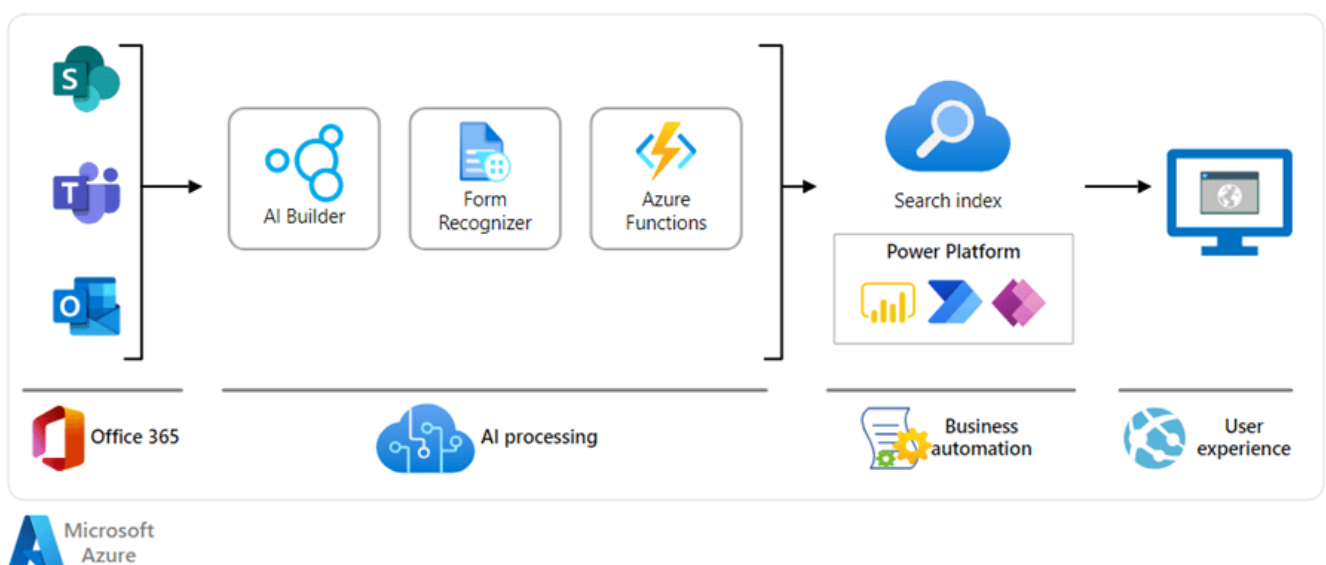 S
T
O
AI Builder
Form
Recognizer
Azure
Functions
Search index
Power Platform
Office 365
AI processing
Business
automation
User
experience
Microsoft
Azure